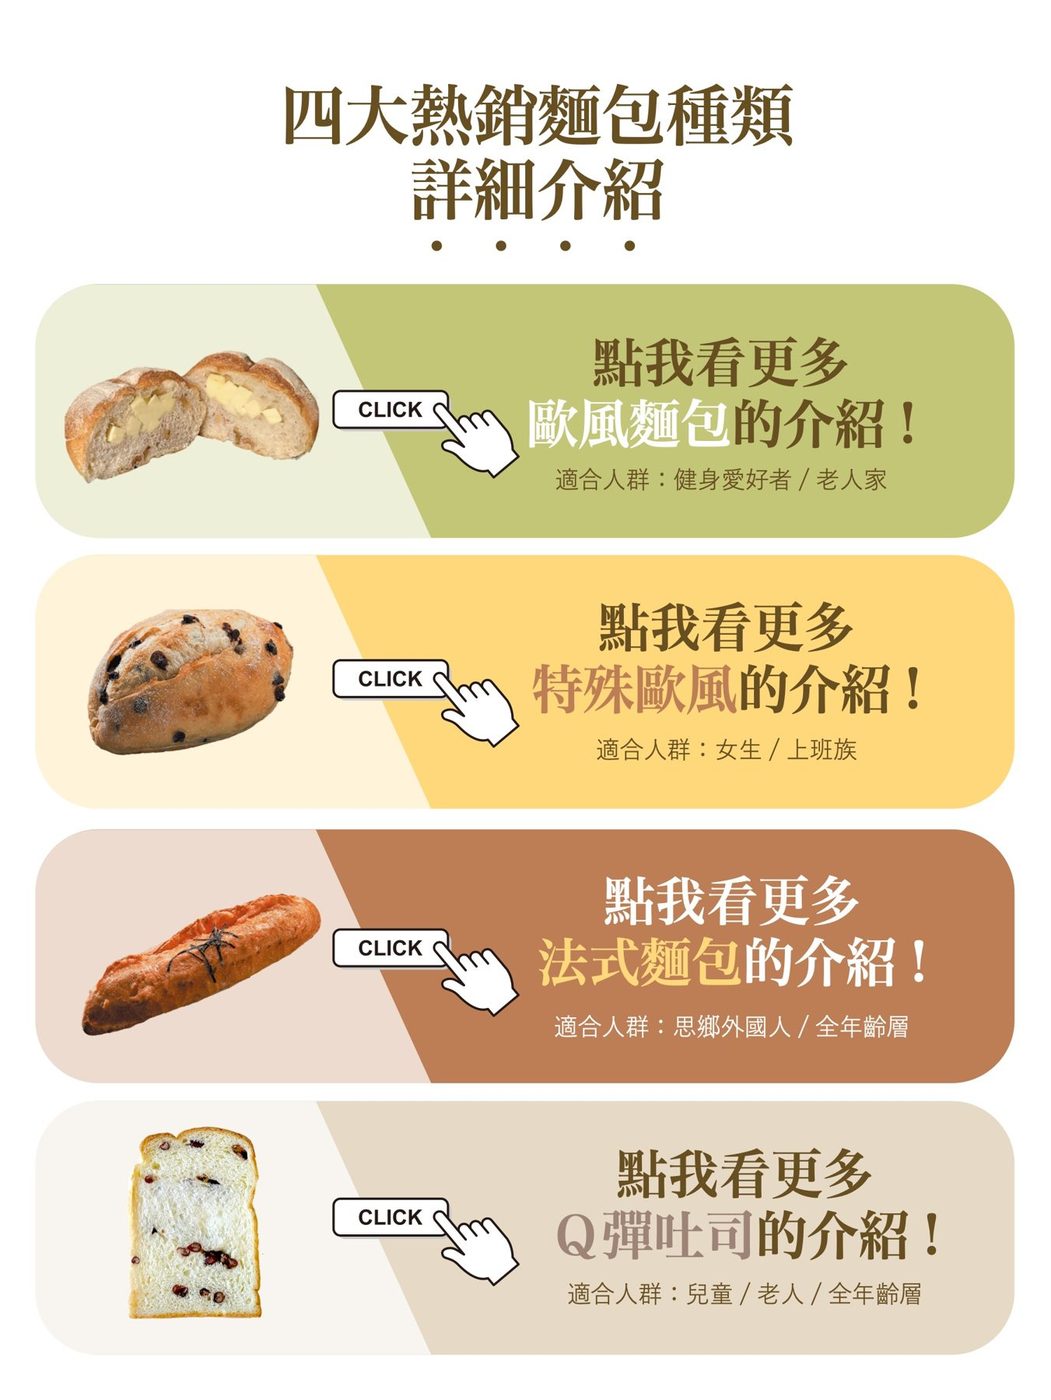 四大熱銷麵包種類
詳細介紹
點我看更多
CLICK
歐風麵包的介紹！
適合人群：健身愛好者 / 老人家
點我看更多
CLICK
特殊歐風的介紹！
適合人群：女生 / 上班族
點我看更多
CLICK
法式麵包的介紹！
適合人群：思鄉外國人 / 全年齡層
點我看更多
CLICK
Q彈吐司的介紹！
適合人群：兒童 / 老人 / 全年齡層